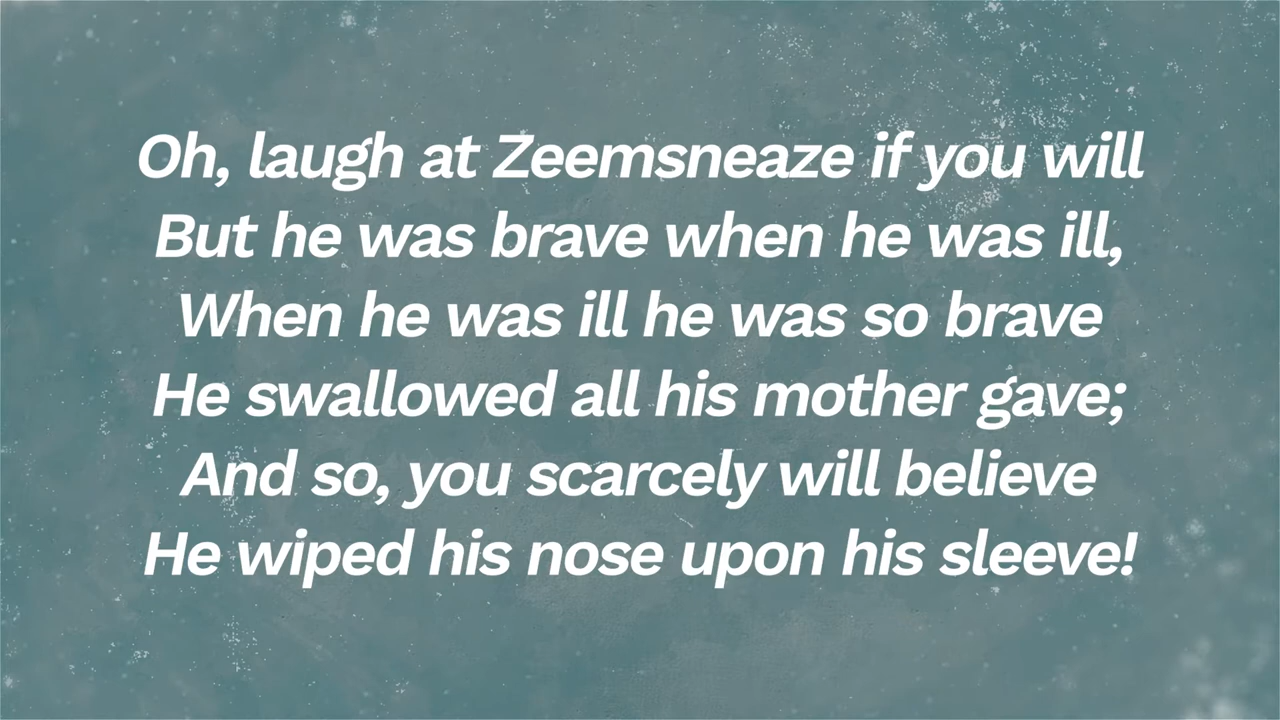 Oh, laugh at Zeemsneaze if you will
But he was brave when he was ill,
When he was ill he was so brave
He swallowed all his mother gave;
And so, you scarcely will believe
He wiped his nose upon his sleeve!